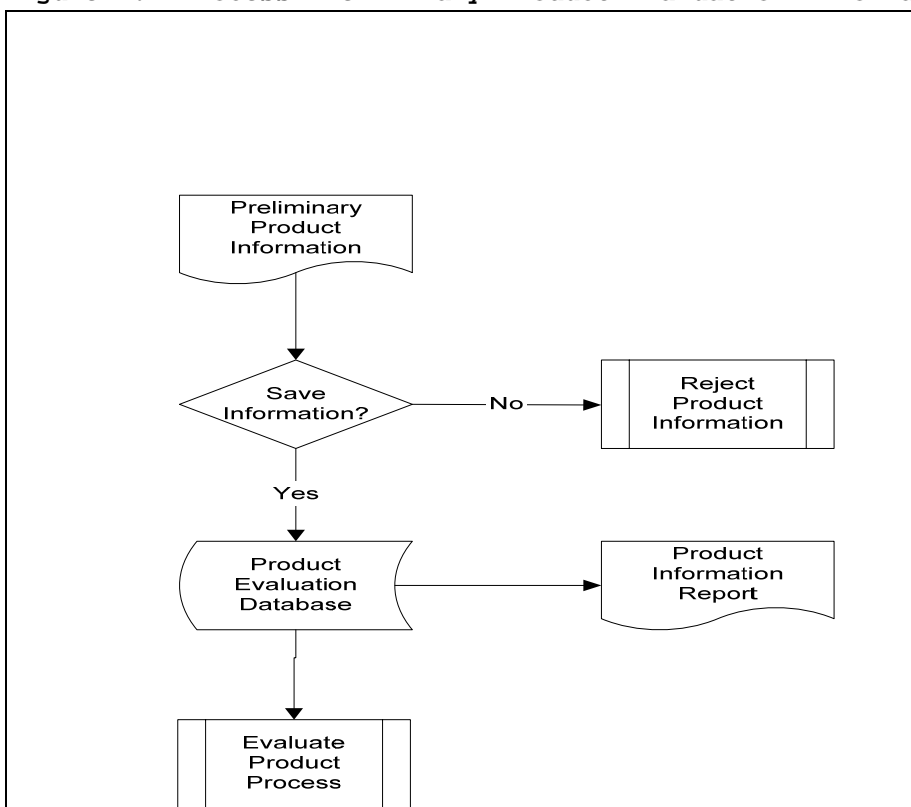 Preliminary
Product
Information
Save
Information?
No
Reject
Product
Information
Yes
Product
Evaluation
Database
Product
Information
Report
Evaluate
Product
Process